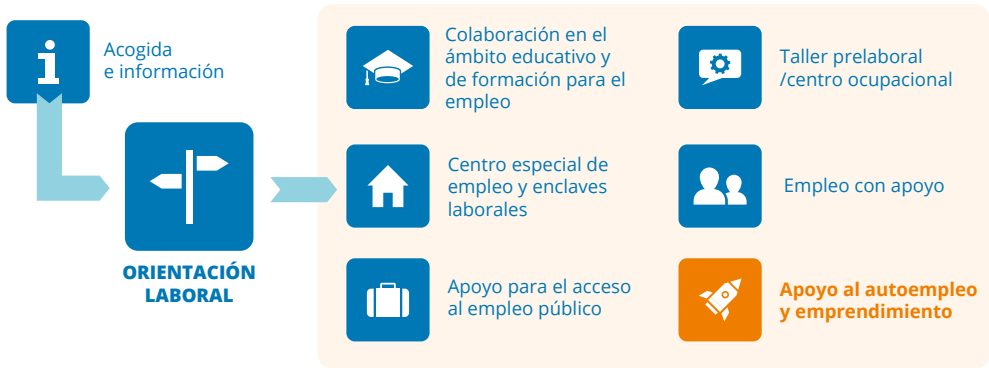 Acogida
e información
ORIENTACIÓN
LABORAL
Colaboración en el
ámbito educativo y
de formación para el
empleo
Taller prelaboral
/centro ocupacional
Centro especial de
empleo y enclaves
laborales
Empleo con apoyo
Apoyo para el acceso
al empleo público
Apoyo al autoempleo
y emprendimiento